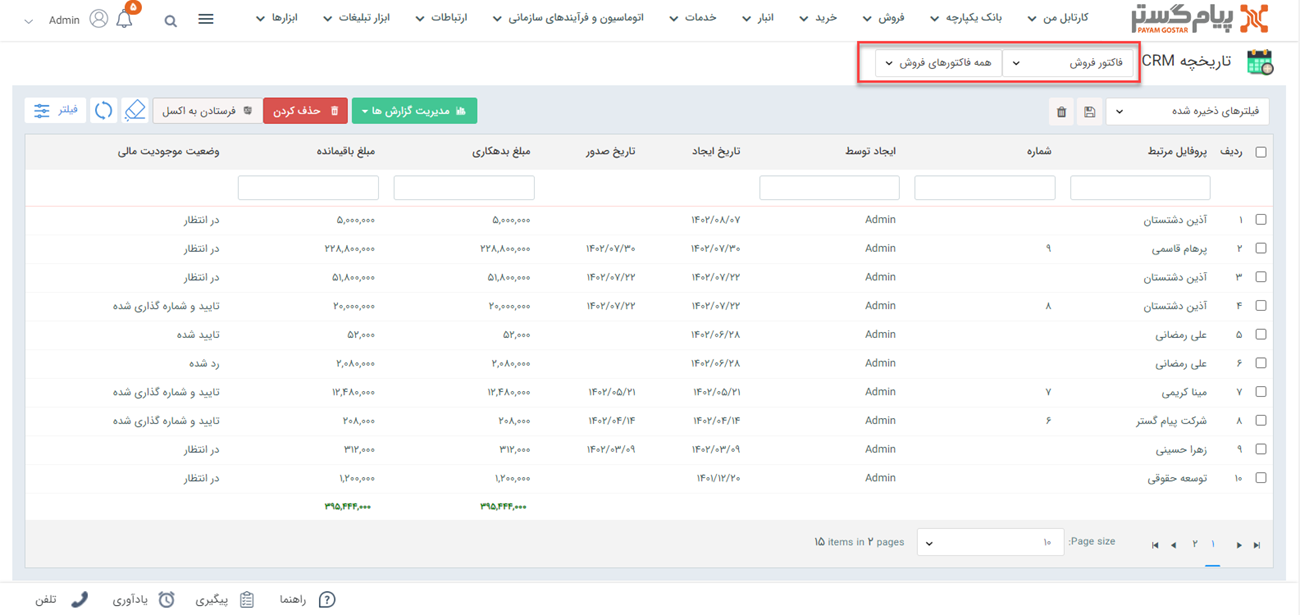 پیام گستر PAYAM GOSTAR کارتابل من بانک یکپارچه فروش خرید انبار خدمات ارتباطات اتوماسیون و فرآیندهای سازمانی ابزار تبلیغات ابزارها Admin ۵
تاریخچه CRM فاکتور فروش همه فاکتورهای فروش
فیلترهای ذخیره شده مدیریت گزارش ها حذف کردن فرستادن به اکسل فیلتر
ردیف پروفایل مرتبط شماره ایجاد توسط تاریخ ایجاد تاریخ صدور مبلغ بدهکاری مبلغ باقیمانده وضعیت موجودیت مالی
۱ آذین دشتستان Admin ۱۴۰۲/۰۸/۰۷ ۵,۰۰۰,۰۰۰ ۵,۰۰۰,۰۰۰ در انتظار
۲ پرهام قاسمی ۹ Admin ۱۴۰۲/۰۷/۳۰ ۱۴۰۲/۰۷/۳۰ ۲۲۸,۸۰۰,۰۰۰ ۲۲۸,۸۰۰,۰۰۰ در انتظار
۳ آذین دشتستان Admin ۱۴۰۲/۰۷/۲۲ ۱۴۰۲/۰۷/۲۲ ۵۱,۸۰۰,۰۰۰ ۵۱,۸۰۰,۰۰۰ در انتظار
۴ آذین دشتستان ۸ Admin ۱۴۰۲/۰۷/۲۲ ۱۴۰۲/۰۷/۲۲ ۲۰,۰۰۰,۰۰۰ ۲۰,۰۰۰,۰۰۰ تایید و شماره گذاری شده
۵ علی رمضانی Admin ۱۴۰۲/۰۶/۲۸ ۵۲,۰۰۰ ۵۲,۰۰۰ تایید شده
۶ علی رمضانی Admin ۱۴۰۲/۰۶/۲۸ ۲,۰۸۰,۰۰۰ ۲,۰۸۰,۰۰۰ رد شده
۷ مینا کریمی ۷ Admin ۱۴۰۲/۰۵/۲۱ ۱۴۰۲/۰۵/۲۱ ۱۲,۴۸۰,۰۰۰ ۱۲,۴۸۰,۰۰۰ تایید و شماره گذاری شده
۸ شرکت پیام گستر ۶ Admin ۱۴۰۲/۰۴/۱۴ ۱۴۰۲/۰۴/۱۴ ۲۰۸,۰۰۰ ۲۰۸,۰۰۰ تایید و شماره گذاری شده
۹ زهرا حسینی Admin ۱۴۰۲/۰۳/۰۹ ۱۴۰۲/۰۳/۰۹ ۳۱۲,۰۰۰ ۳۱۲,۰۰۰ در انتظار
۱۰ توسعه حقوقی Admin ۱۴۰۱/۱۲/۲۰ ۱,۲۰۰,۰۰۰ ۱,۲۰۰,۰۰۰ در انتظار
۳۹۵,۴۴۴,۰۰۰ ۳۹۵,۴۴۴,۰۰۰
۱ ۲ Page size: ۱۰ ۱۵ items in ۲ pages
راهنما پیگیری یادآوری تلفن